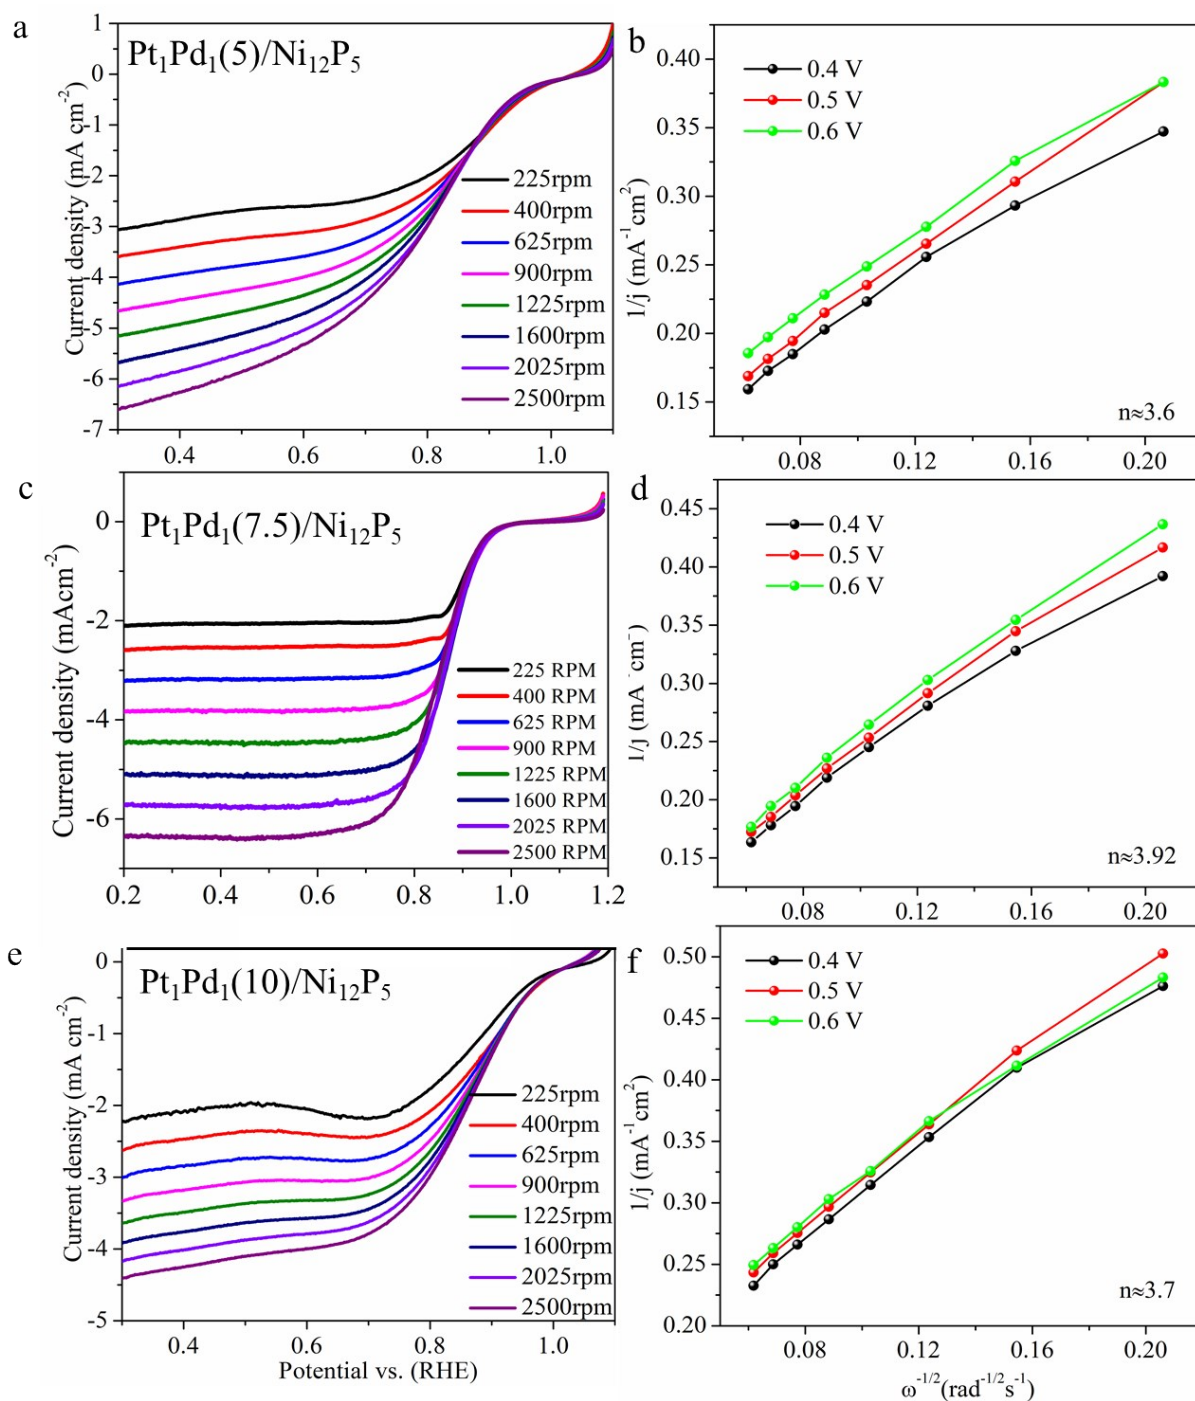 a
Pt₁Pd₁(5)/Ni₁₂P₅
1
0
-1
-2
-3
-4
-5
-6
-7
Current density (mA cm⁻²)
225rpm
400rpm
625rpm
900rpm
1225rpm
1600rpm
2025rpm
2500rpm
0.4 0.6 0.8 1.0
b
0.4 V
0.5 V
0.6 V
0.40
0.35
0.30
0.25
0.20
0.15
1/j (mA⁻¹cm²)
n≈3.6
0.08 0.12 0.16 0.20
c
Pt₁Pd₁(7.5)/Ni₁₂P₅
0
-2
-4
-6
Current density (mAcm⁻²)
225 RPM
400 RPM
625 RPM
900 RPM
1225 RPM
1600 RPM
2025 RPM
2500 RPM
0.2 0.4 0.6 0.8 1.0 1.2
d
0.4 V
0.5 V
0.6 V
0.45
0.40
0.35
0.30
0.25
0.20
0.15
1/j (mA⁻ cm⁻)
n≈3.92
0.08 0.12 0.16 0.20
e
Pt₁Pd₁(10)/Ni₁₂P₅
0
-1
-2
-3
-4
-5
Current density (mA cm⁻²)
225rpm
400rpm
625rpm
900rpm
1225rpm
1600rpm
2025rpm
2500rpm
0.4 0.6 0.8 1.0
Potential vs. (RHE)
f
0.4 V
0.5 V
0.6 V
0.50
0.45
0.40
0.35
0.30
0.25
0.20
1/j (mA⁻¹cm²)
n≈3.7
0.08 0.12 0.16 0.20
ω⁻¹/²(rad⁻¹/²s⁻¹)